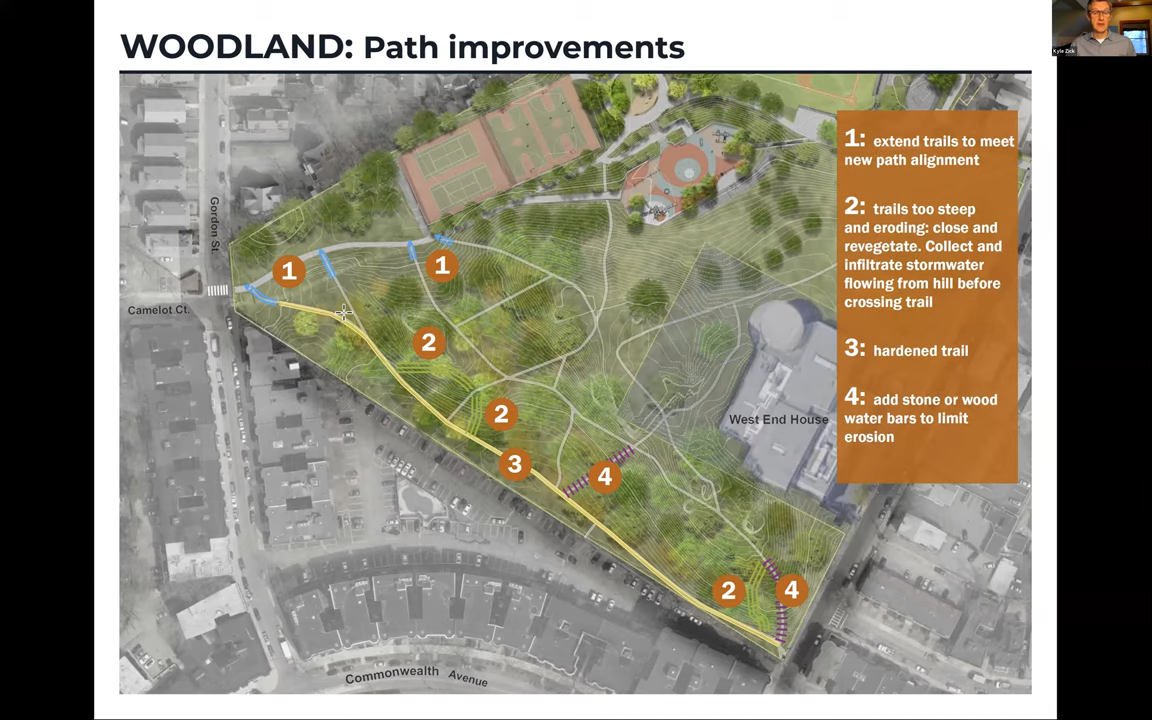 WOODLAND: Path improvements
Kyle Zick
1: extend trails to meet
new path alignment
2: trails too steep
and eroding: close and
revegetate. Collect and
infiltrate stormwater
flowing from hill before
crossing trail
3: hardened trail
4: add stone or wood
water bars to limit
erosion
Gordon St.
Camelot Ct.
1
1
2
2
3
4
2
4
West End House
Commonwealth Avenue